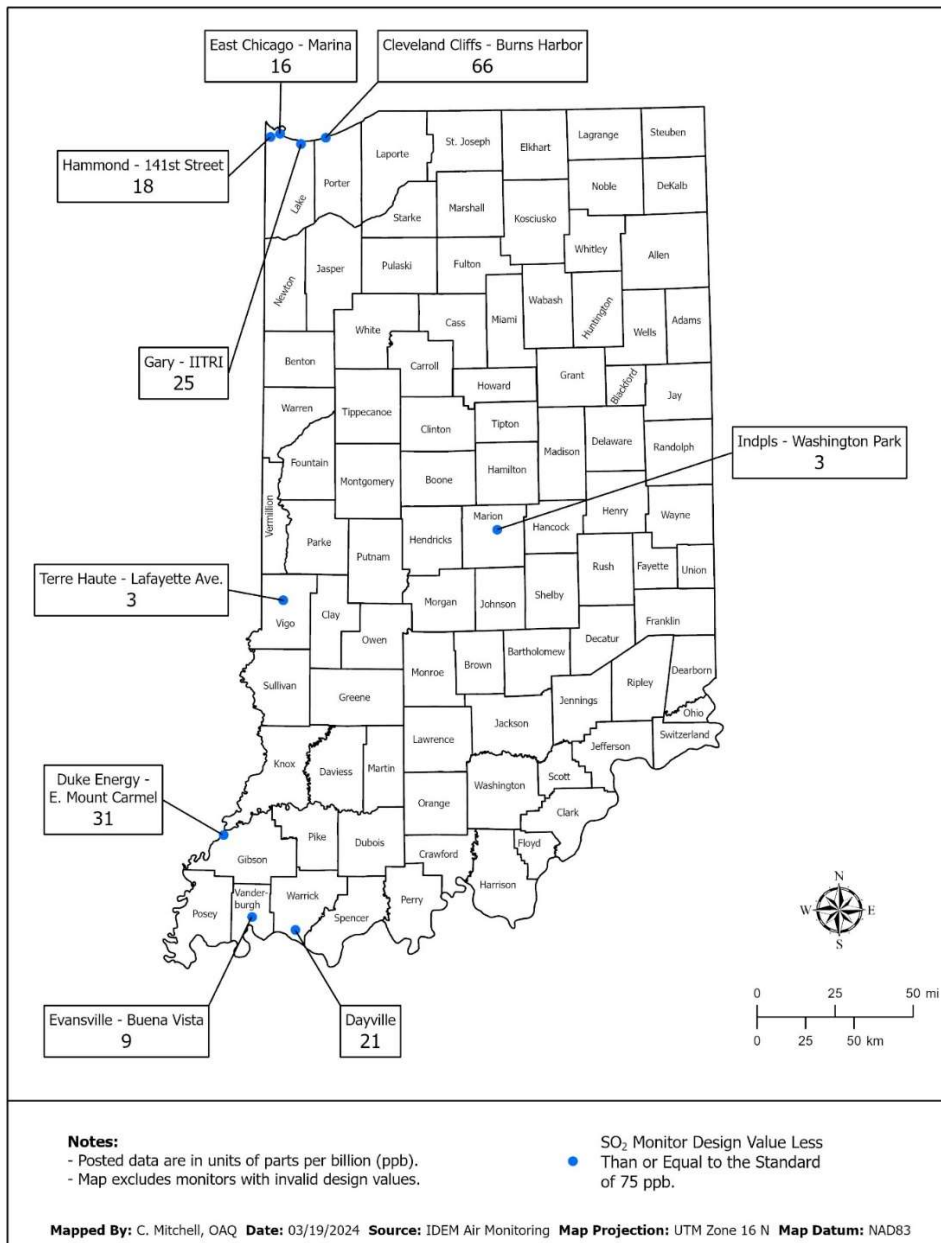 East Chicago - Marina
16
Cleveland Cliffs - Burns Harbor
66
Hammond - 141st Street
18
Gary - IITRI
25
Indpls - Washington Park
3
Terre Haute - Lafayette Ave.
3
Duke Energy -
E. Mount Carmel
31
Evansville - Buena Vista
9
Dayville
21
Lake
Porter
Laporte
St. Joseph
Elkhart
Lagrange
Steuben
Noble
DeKalb
Starke
Marshall
Kosciusko
Whitley
Allen
Newton
Jasper
Pulaski
Fulton
Wabash
Huntington
Miami
Cass
White
Wells
Adams
Benton
Carroll
Howard
Grant
Blackford
Jay
Warren
Tippecanoe
Clinton
Tipton
Madison
Delaware
Randolph
Fountain
Montgomery
Boone
Hamilton
Vermillion
Parke
Putnam
Hendricks
Marion
Hancock
Henry
Wayne
Rush
Fayette
Union
Vigo
Clay
Owen
Morgan
Johnson
Shelby
Decatur
Franklin
Sullivan
Greene
Monroe
Brown
Bartholomew
Jennings
Ripley
Dearborn
Ohio
Switzerland
Knox
Daviess
Martin
Lawrence
Jackson
Jefferson
Scott
Washington
Orange
Clark
Gibson
Pike
Dubois
Crawford
Floyd
Harrison
Posey
Vander-
burgh
Warrick
Spencer
Perry
N
W
E
S
0 25 50 mi
0 25 50 km
Notes:
- Posted data are in units of parts per billion (ppb).
- Map excludes monitors with invalid design values.
SO₂ Monitor Design Value Less
Than or Equal to the Standard
of 75 ppb.
Mapped By: C. Mitchell, OAQ Date: 03/19/2024 Source: IDEM Air Monitoring Map Projection: UTM Zone 16 N Map Datum: NAD83